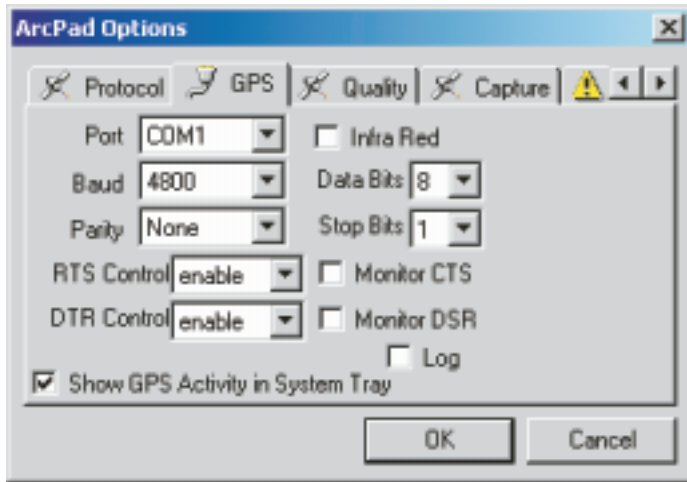 ArcPad Options
Protocol GPS Quality Capture
Port COM1 Infra Red
Baud 4800 Data Bits 8
Parity None Stop Bits 1
RTS Control enable Monitor CTS
DTR Control enable Monitor DSR
Log
Show GPS Activity in System Tray
OK Cancel